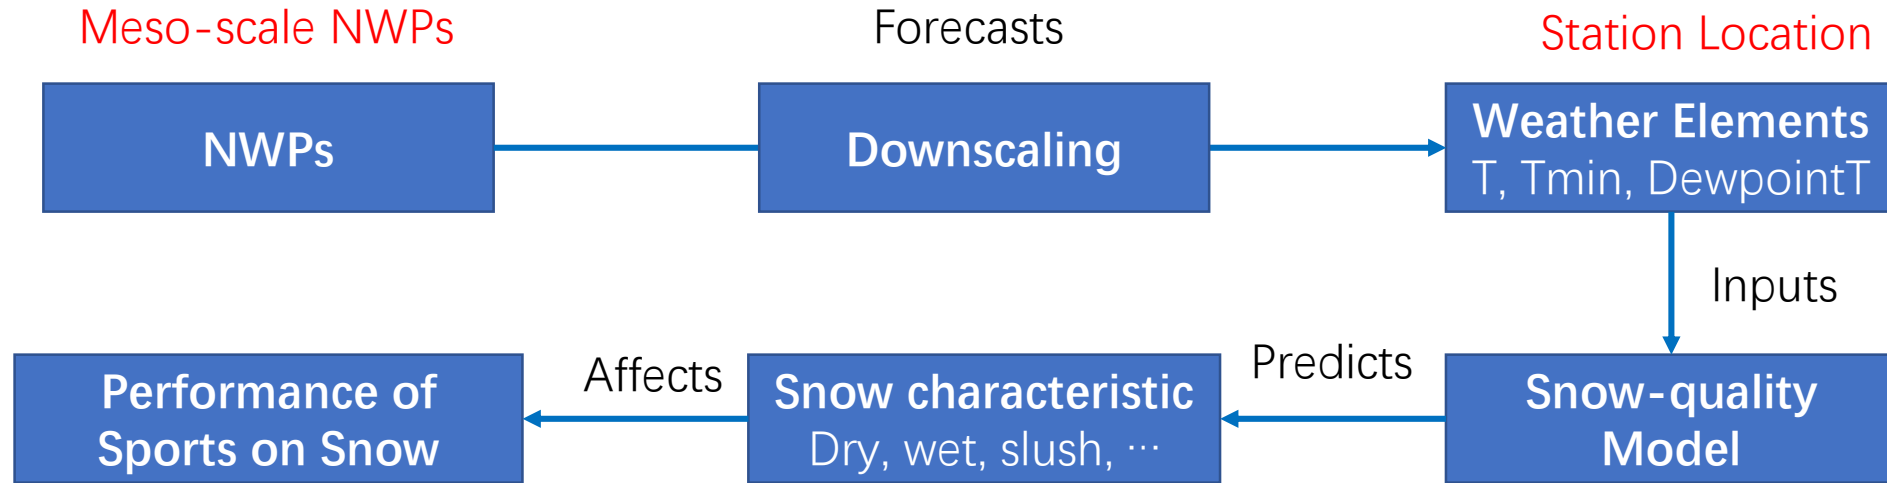 Meso-scale NWPs
Forecasts
Station Location
NWPs
Downscaling
Weather Elements
T, Tmin, DewpointT
Inputs
Affects
Predicts
Performance of
Sports on Snow
Snow characteristic
Dry, wet, slush, ···
Snow-quality
Model